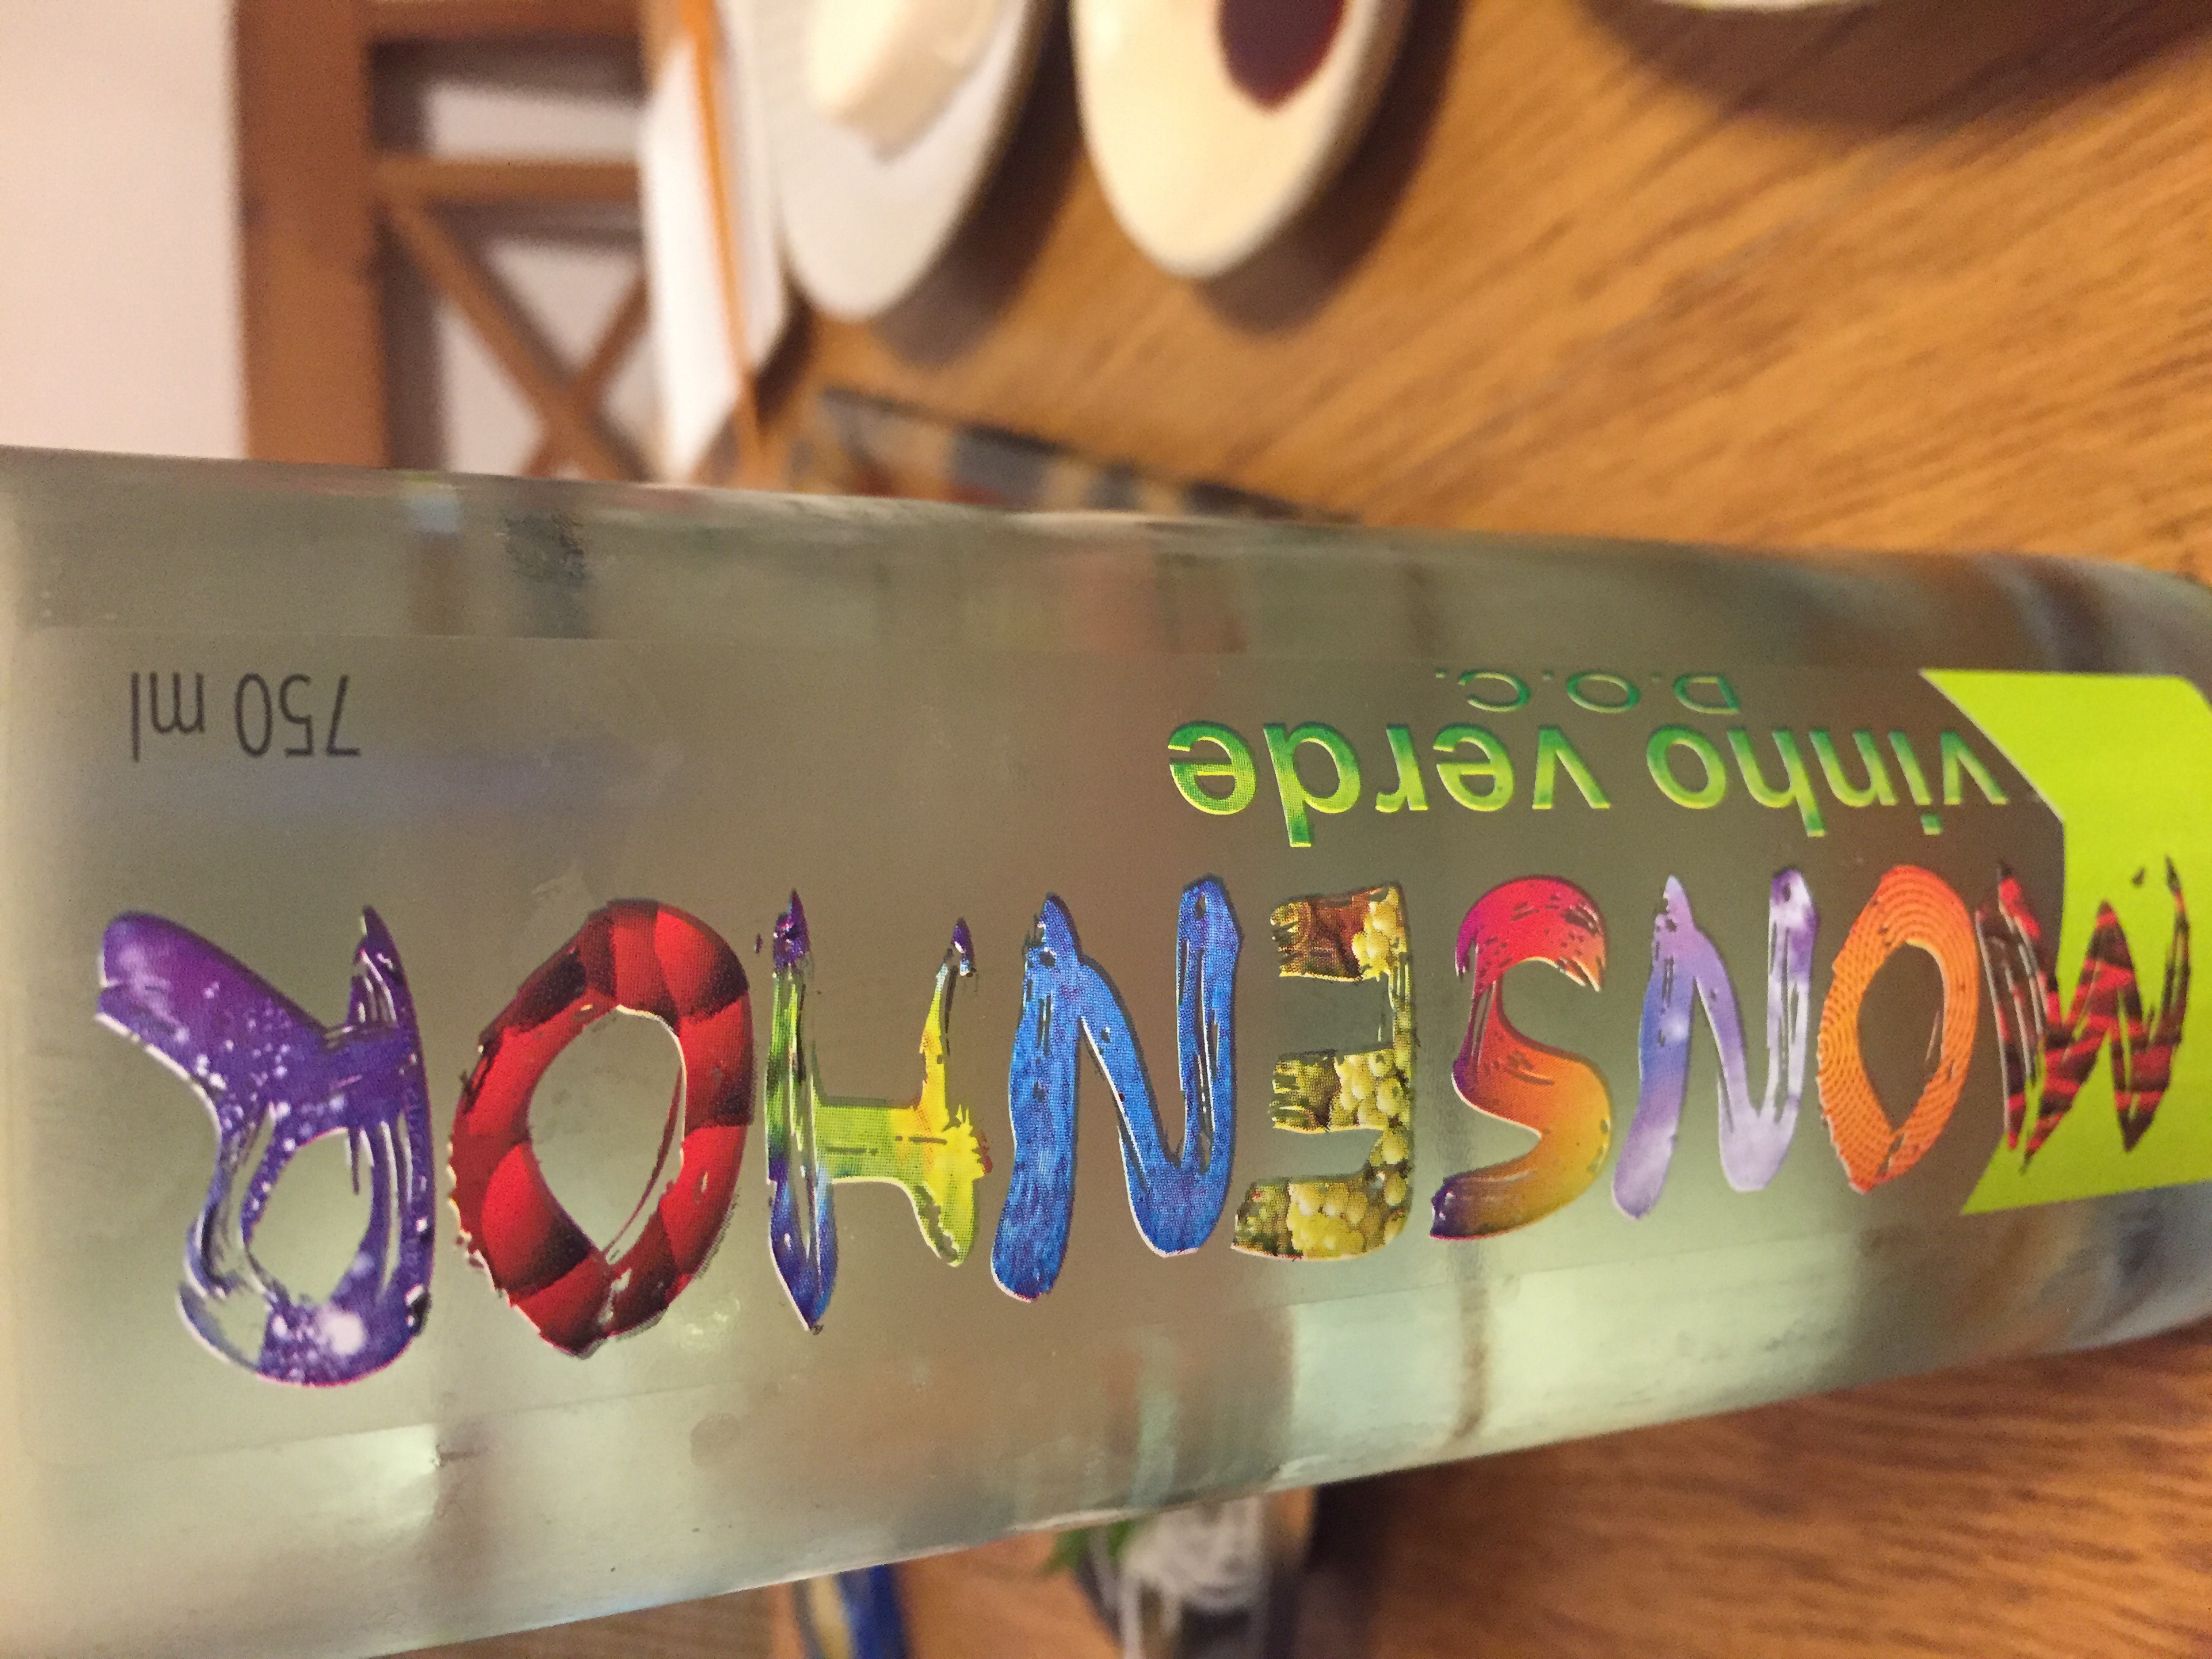 MONSENHOR
vinho verde
D.O.C.
750 ml